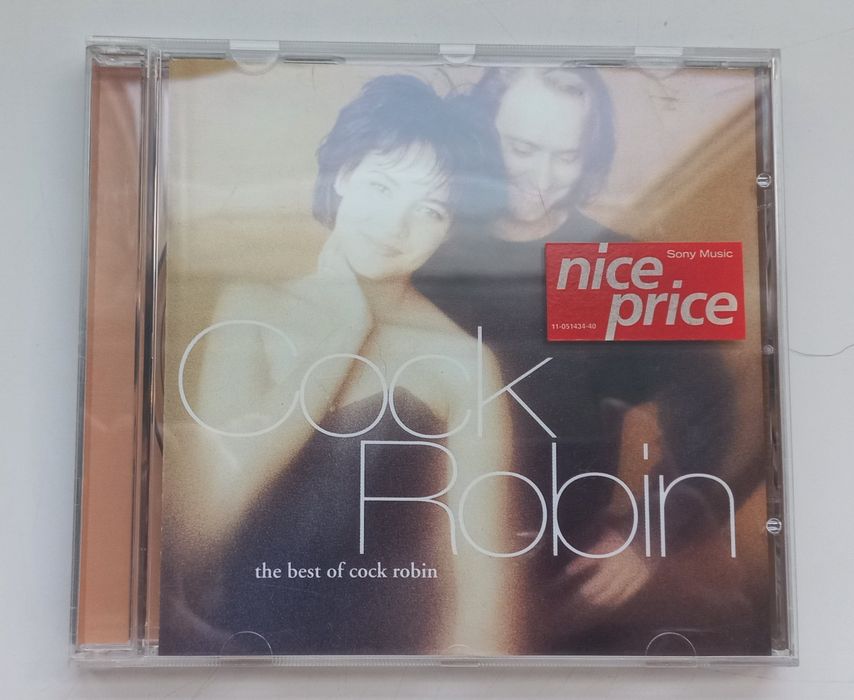 Sony Music
nice
price
11-051434-40
Cock
Robin
the best of cock robin